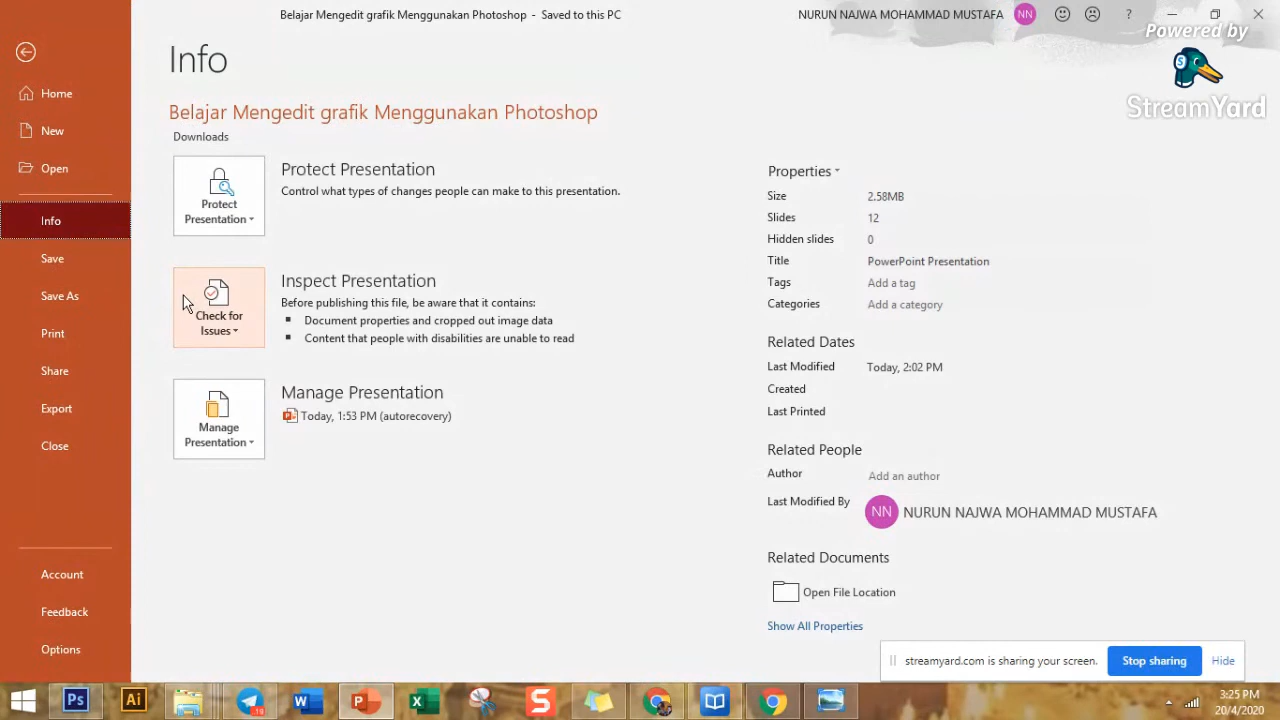 Belajar Mengedit grafik Menggunakan Photoshop - Saved to this PC
NURUN NAJWA MOHAMMAD MUSTAFA NN ?
Powered by
StreamYard
Home
New
Open
Info
Save
Save As
Print
Share
Export
Close
Account
Feedback
Options
Info
Belajar Mengedit grafik Menggunakan Photoshop
Downloads
Protect
Presentation
Protect Presentation
Control what types of changes people can make to this presentation.
Check for
Issues
Inspect Presentation
Before publishing this file, be aware that it contains:
Document properties and cropped out image data
Content that people with disabilities are unable to read
Manage
Presentation
Manage Presentation
Today, 1:53 PM (autorecovery)
Properties
Size 2.58MB
Slides 12
Hidden slides 0
Title PowerPoint Presentation
Tags Add a tag
Categories Add a category
Related Dates
Last Modified Today, 2:02 PM
Created
Last Printed
Related People
Author Add an author
Last Modified By NN NURUN NAJWA MOHAMMAD MUSTAFA
Related Documents
Open File Location
Show All Properties
streamyard.com is sharing your screen. Stop sharing Hide
Ps Ai 19 W P X S
3:25 PM
20/4/2020